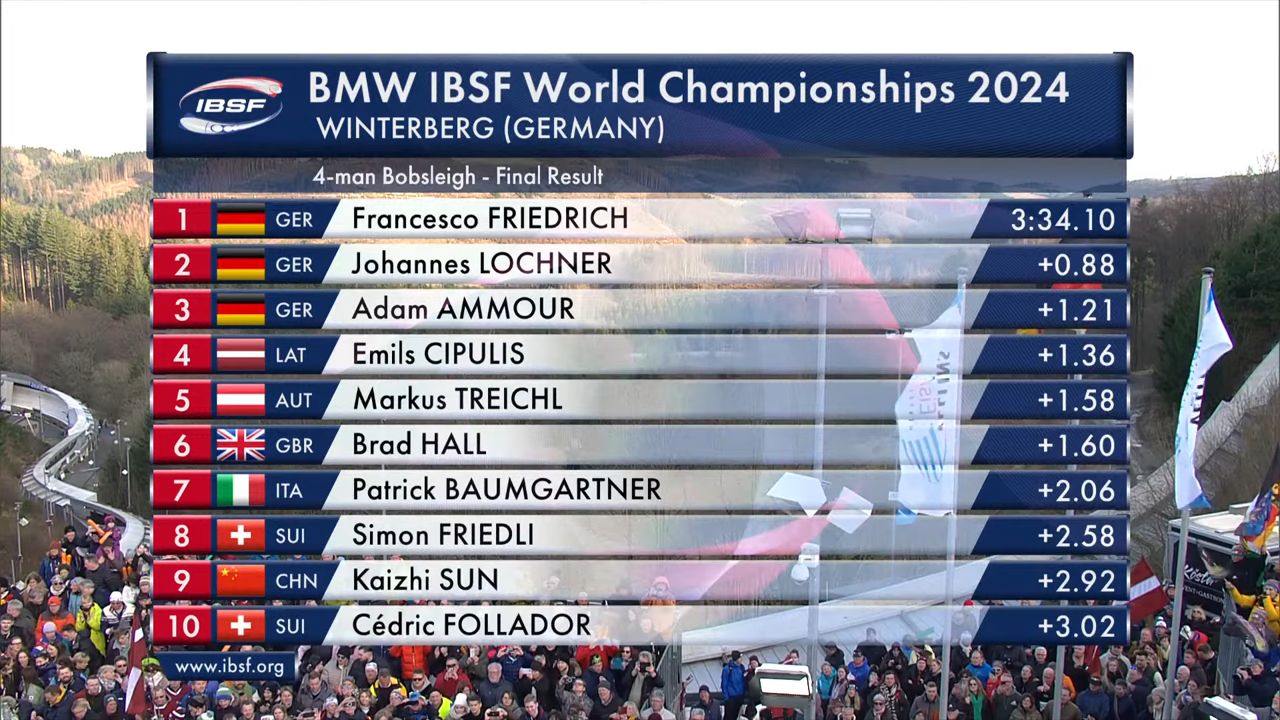 IBSF
BMW IBSF World Championships 2024
WINTERBERG (GERMANY)
4-man Bobsleigh - Final Result
1 GER Francesco FRIEDRICH 3:34.10
2 GER Johannes LOCHNER +0.88
3 GER Adam AMMOUR +1.21
4 LAT Emils CIPULIS +1.36
5 AUT Markus TREICHL +1.58
6 GBR Brad HALL +1.60
7 ITA Patrick BAUMGARTNER +2.06
8 SUI Simon FRIEDLI +2.58
9 CHN Kaizhi SUN +2.92
10 SUI Cédric FOLLADOR +3.02
www.ibsf.org